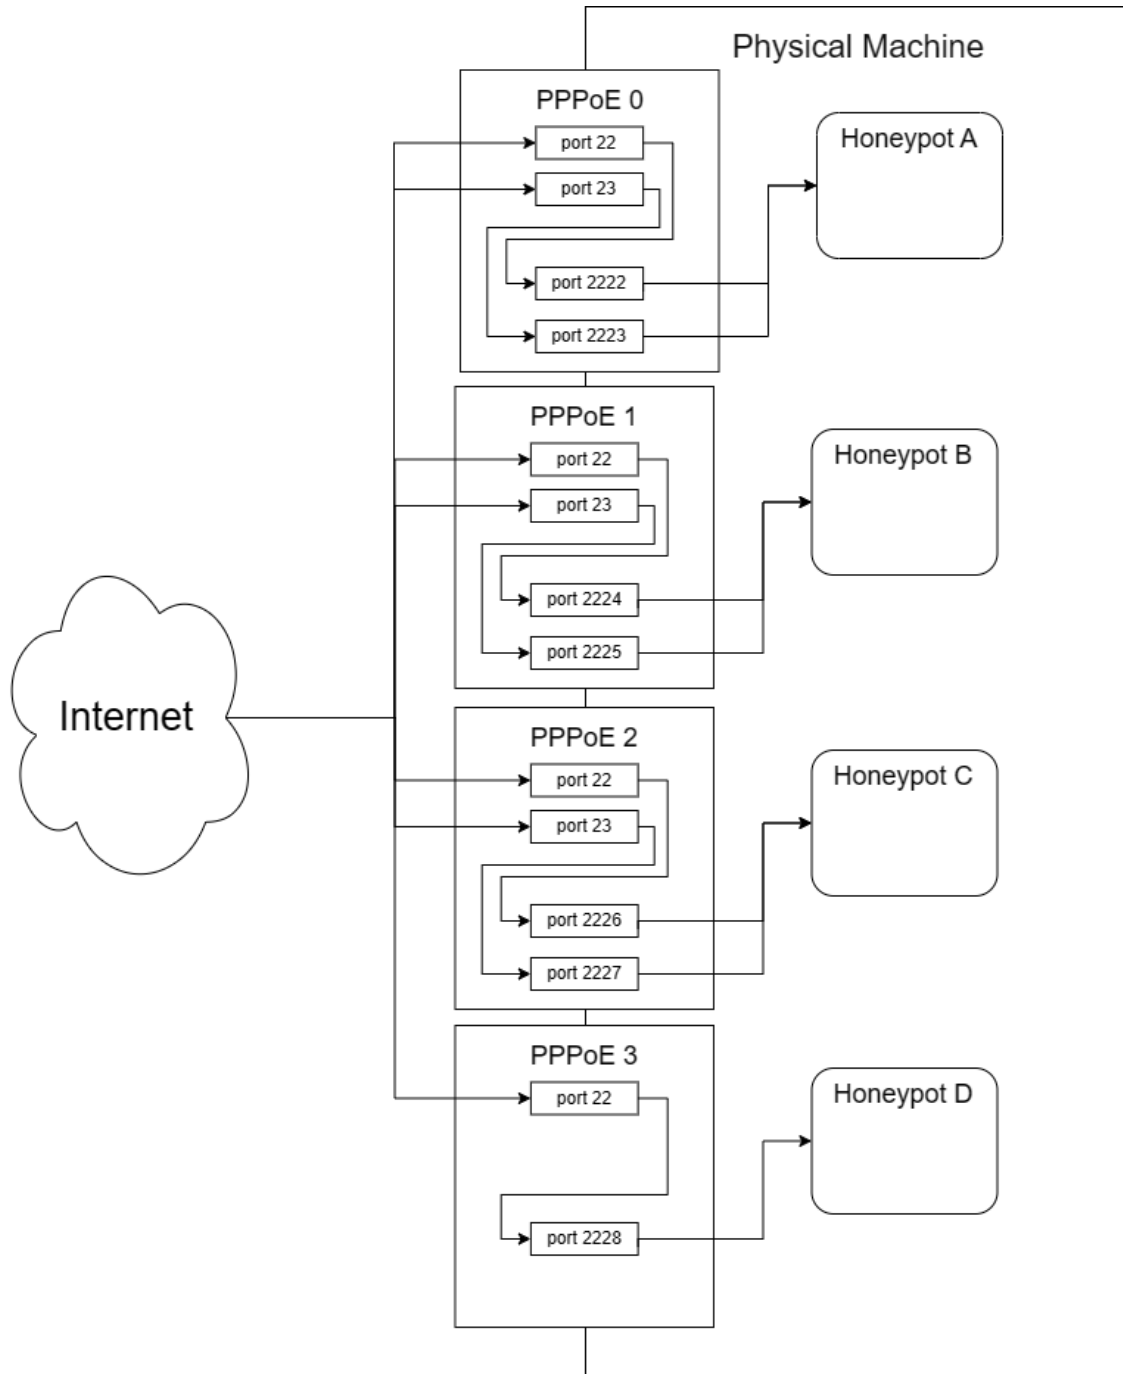 Physical Machine
PPPoE 0
port 22
port 23
port 2222
port 2223
Honeypot A
PPPoE 1
port 22
port 23
port 2224
port 2225
Honeypot B
Internet
PPPoE 2
port 22
port 23
port 2226
port 2227
Honeypot C
PPPoE 3
port 22
port 2228
Honeypot D